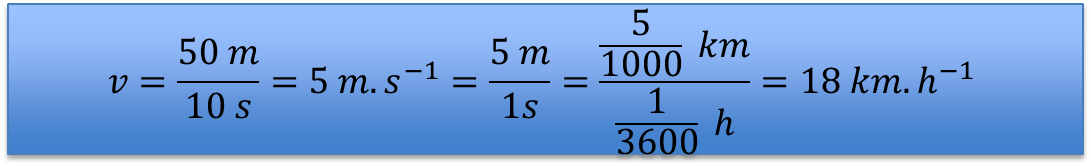 v = 50 m / 10 s = 5 m.s⁻¹ = 5 m / 1s = 5/1000 km / 1/3600 h = 18 km.h⁻¹